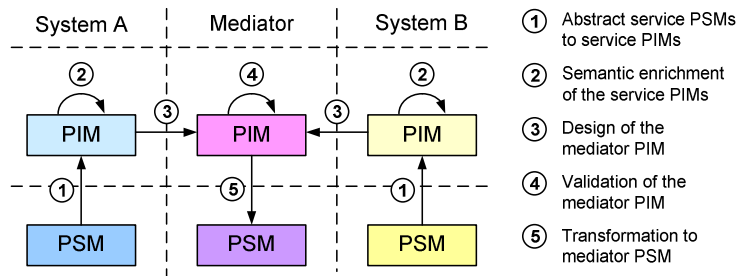 System A
Mediator
System B
2
4
2
PIM
3
PIM
3
PIM
1
5
1
PSM
PSM
PSM
1 Abstract service PSMs
to service PIMs
2 Semantic enrichment
of the service PIMs
3 Design of the
mediator PIM
4 Validation of the
mediator PIM
5 Transformation to
mediator PSM